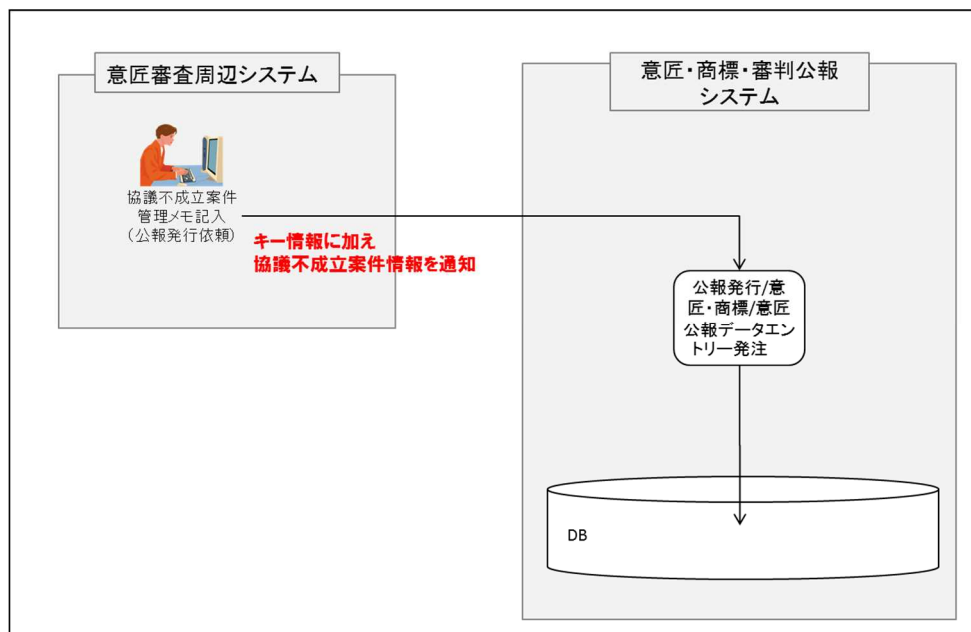 意匠審査周辺システム
意匠・商標・審判公報
システム
協議不成立案件
管理メモ記入
（公報発行依頼）
キー情報に加え
協議不成立案件情報を通知
公報発行/意
匠・商標/意匠
公報データエン
トリー発注
DB